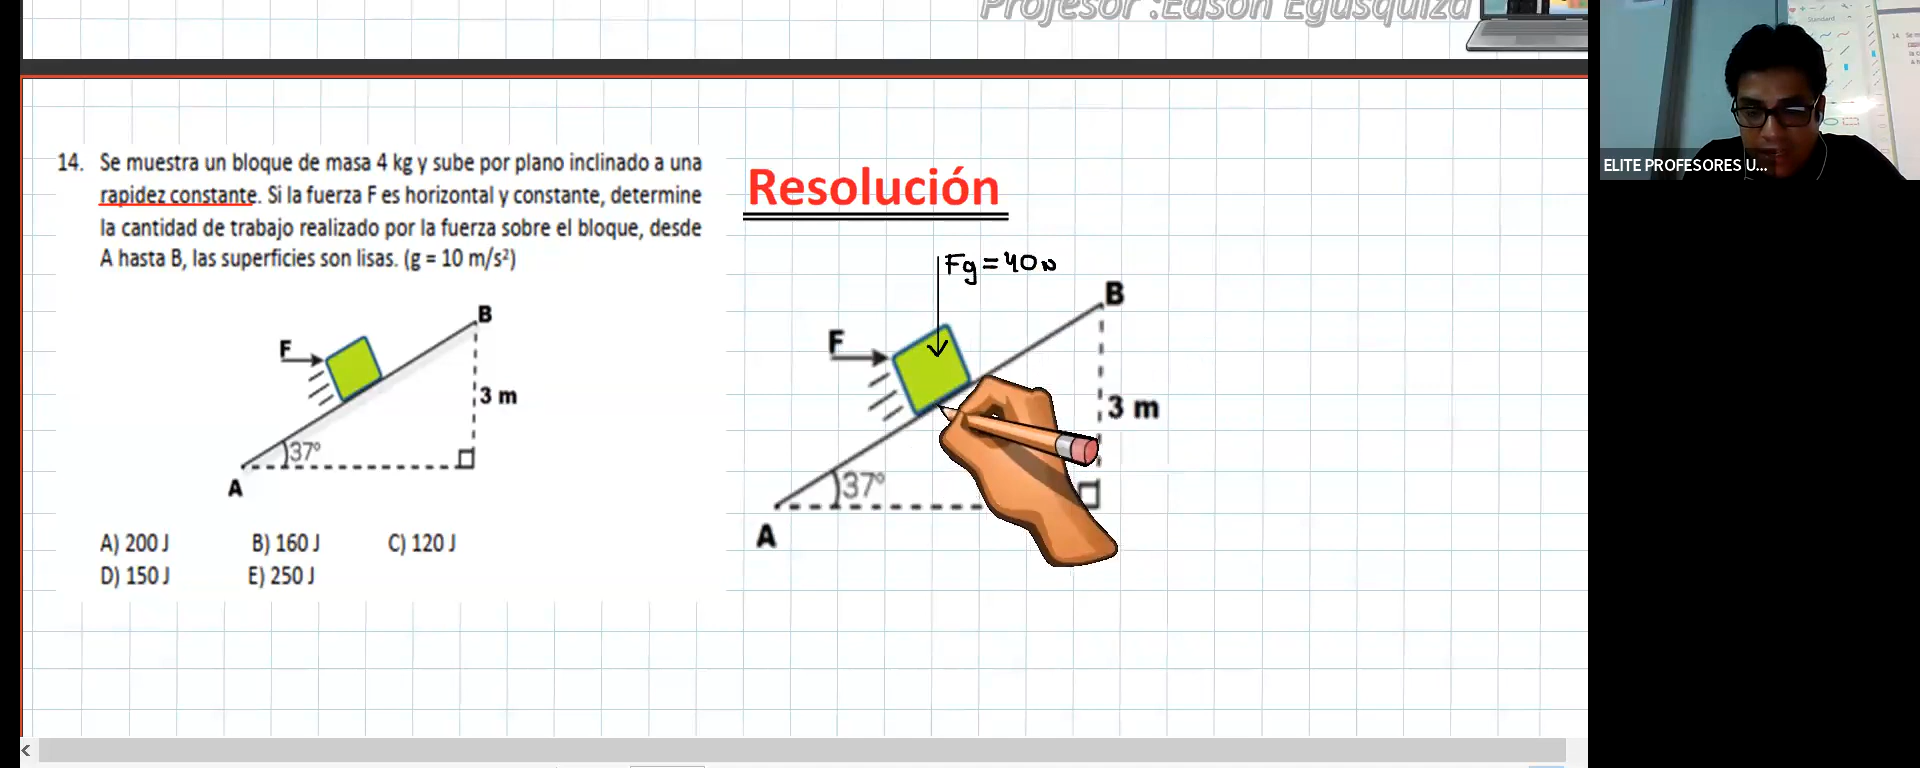 Profesor :Edson Egusquiza
14. Se muestra un bloque de masa 4 kg y sube por plano inclinado a una
rapidez constante. Si la fuerza F es horizontal y constante, determine
la cantidad de trabajo realizado por la fuerza sobre el bloque, desde
A hasta B, las superficies son lisas. (g = 10 m/s²)
B
F
3 m
37°
A
A) 200 J B) 160 J C) 120 J
D) 150 J E) 250 J
Resolución
Fg = 40 N
B
F
3 m
37°
A
ELITE PROFESORES U...
Standard